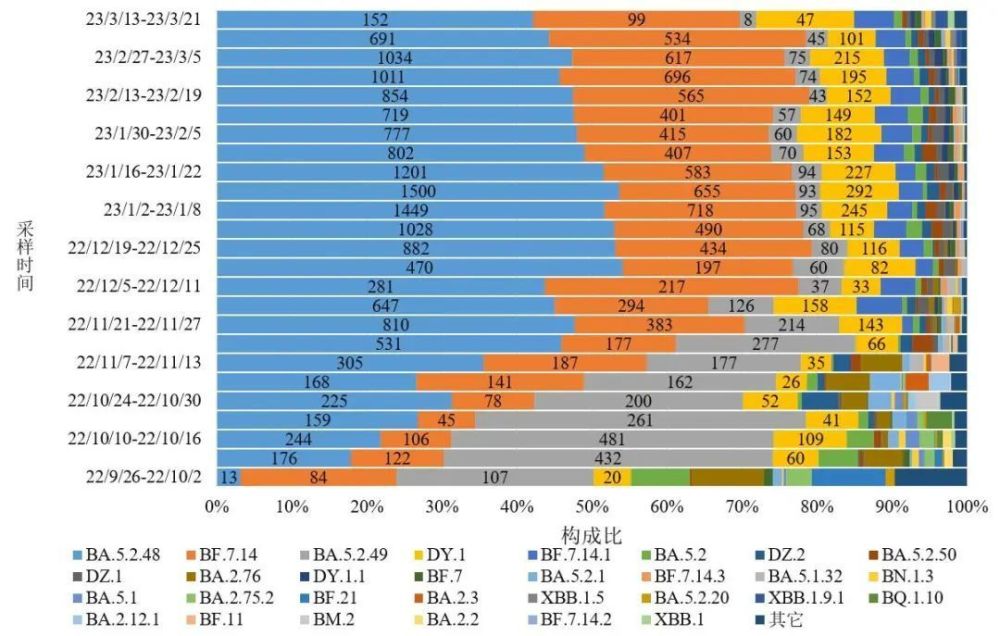 23/3/13-23/3/21 152 99 8 47
691 534 45 101
23/2/27-23/3/5 1034 617 75 215
1011 696 74 195
23/2/13-23/2/19 854 565 43 152
719 401 57 149
23/1/30-23/2/5 777 415 60 182
802 407 70 153
23/1/16-23/1/22 1201 583 94 227
1500 655 93 292
23/1/2-23/1/8 1449 718 95 245
1028 490 68 115
22/12/19-22/12/25 882 434 80 116
470 197 60 82
22/12/5-22/12/11 281 217 37 33
647 294 126 158
22/11/21-22/11/27 810 383 214 143
531 177 277 66
22/11/7-22/11/13 305 187 177 35
168 141 162 26
22/10/24-22/10/30 225 78 200 52
159 45 261 41
22/10/10-22/10/16 244 106 481 109
176 122 432 60
22/9/26-22/10/2 13 84 107 20
采样时间
0% 10% 20% 30% 40% 50% 60% 70% 80% 90% 100%
构成比
BA.5.2.48 BF.7.14 BA.5.2.49 DY.1 BF.7.14.1 BA.5.2 DZ.2 BA.5.2.50
DZ.1 BA.2.76 DY.1.1 BF.7 BA.5.2.1 BF.7.14.3 BA.5.1.32 BN.1.3
BA.5.1 BA.2.75.2 BF.21 BA.2.3 XBB.1.5 BA.5.2.20 XBB.1.9.1 BQ.1.10
BA.2.12.1 BF.11 BM.2 BA.2.2 BF.7.14.2 XBB.1 其它